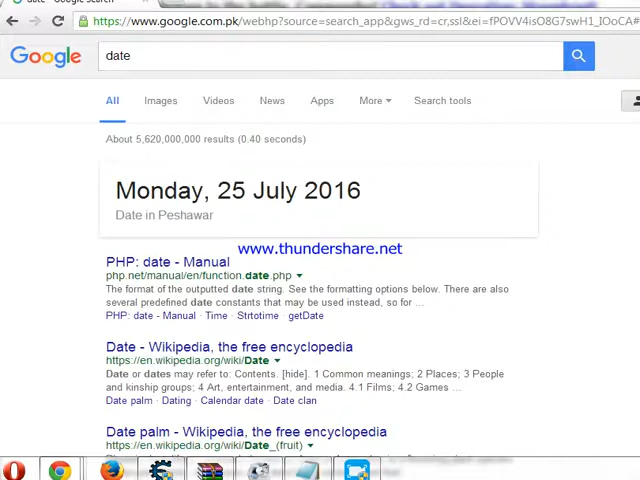 date - Google Search
https://www.google.com.pk/webhp?source=search_app&gws_rd=cr,ssl&ei=fPOVV4isO8G7swH1_IOoCA#
Google
date
All Images Videos News Apps More Search tools
About 5,620,000,000 results (0.40 seconds)
Monday, 25 July 2016
Date in Peshawar
www.thundershare.net
PHP: date - Manual
php.net/manual/en/function.date.php
The format of the outputted date string. See the formatting options below. There are also
several predefined date constants that may be used instead, so for ...
PHP: date - Manual · Time · Strtotime · getDate
Date - Wikipedia, the free encyclopedia
https://en.wikipedia.org/wiki/Date
Date or dates may refer to: Contents. [hide]. 1 Common meanings; 2 Places; 3 People
and kinship groups; 4 Art, entertainment, and media. 4.1 Films; 4.2 Games ...
Date palm · Dating · Calendar date · Date clan
Date palm - Wikipedia, the free encyclopedia
https://en.wikipedia.org/wiki/Date_(fruit)